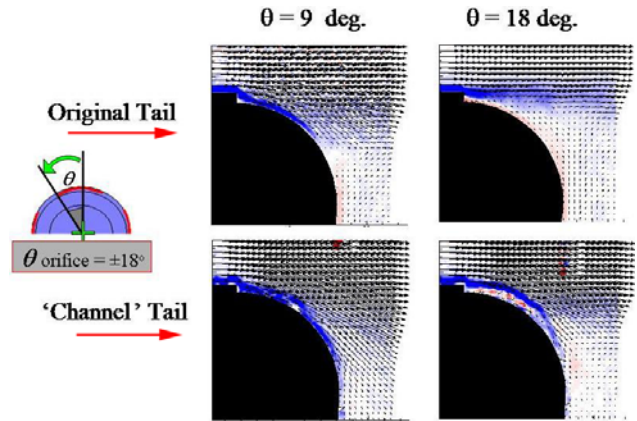 θ = 9 deg.
θ = 18 deg.
Original Tail
θ
θ orifice = ±18°
‘Channel’ Tail